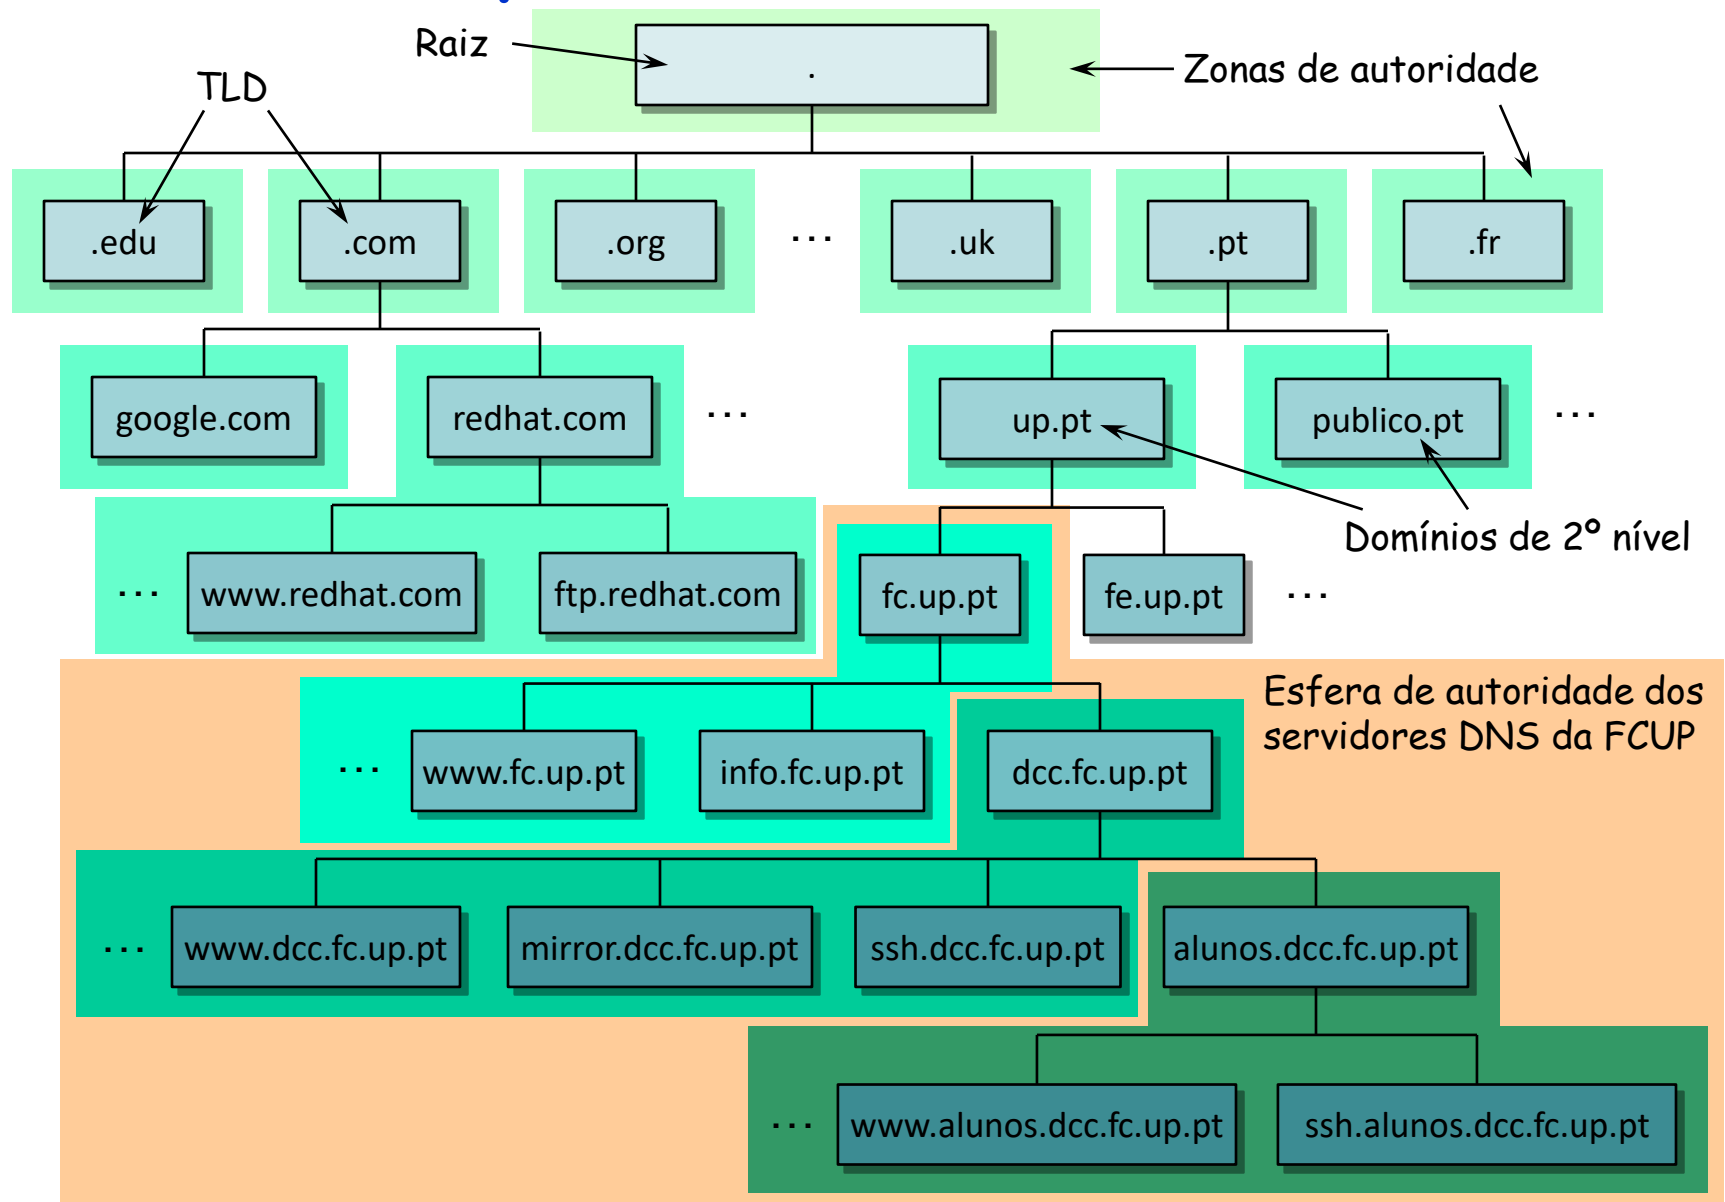 Raiz
.
Zonas de autoridade
TLD
.edu
.com
.org
...
.uk
.pt
.fr
google.com
redhat.com
...
up.pt
publico.pt
...
Domínios de 2º nível
...
www.redhat.com
ftp.redhat.com
fc.up.pt
fe.up.pt
...
Esfera de autoridade dos
servidores DNS da FCUP
...
www.fc.up.pt
info.fc.up.pt
dcc.fc.up.pt
...
www.dcc.fc.up.pt
mirror.dcc.fc.up.pt
ssh.dcc.fc.up.pt
alunos.dcc.fc.up.pt
...
www.alunos.dcc.fc.up.pt
ssh.alunos.dcc.fc.up.pt